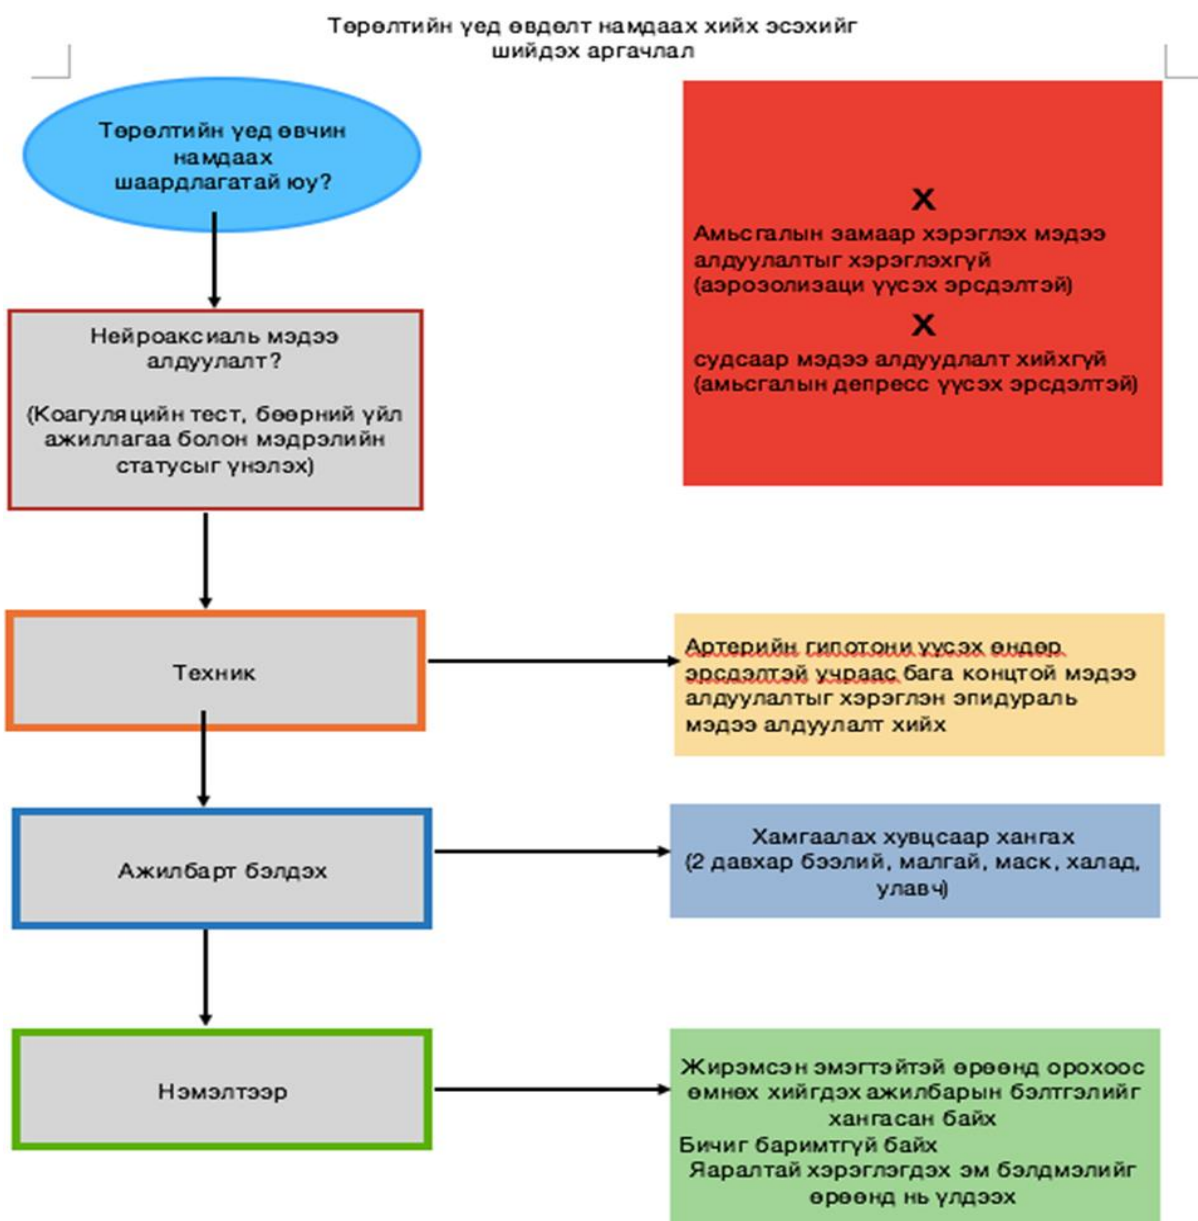 Төрөлтийн үед өвдөлт намдаах хийх эсэхийг
шийдэх аргачлал
Төрөлтийн үед өвчин
намдаах
шаардлагатай юу?
X
Амьсгалын замаар хэрэглэх мэдээ
алдуулалтыг хэрэглэхгүй
(аэрозолизаци үүсэх эрсдэлтэй)
X
судсаар мэдээ алдуудлалт хийхгүй
(амьсгалын депресс үүсэх эрсдэлтэй)
Нейроаксиаль мэдээ
алдуулалт?
(Коагуляцийн тест, бөөрний үйл
ажиллагаа болон мэдрэлийн
статусыг үнэлэх)
Техник
Артерийн гипотони үүсэх өндөр
эрсдэлтэй учраас бага концтой мэдээ
алдуулалтыг хэрэглэн эпидураль
мэдээ алдуулалт хийх
Ажилбарт бэлдэх
Хамгаалах хувцсаар хангах
(2 давхар бээлий, малгай, маск, халад,
улавч)
Нэмэлтээр
Жирэмсэн эмэгтэйтэй өрөөнд орохоос
өмнөх хийгдэх ажилбарын бэлтгэлийг
хангасан байх
Бичиг баримтгүй байх
Яаралтай хэрэглэгдэх эм бэлдмэлийг
өрөөнд нь үлдээх